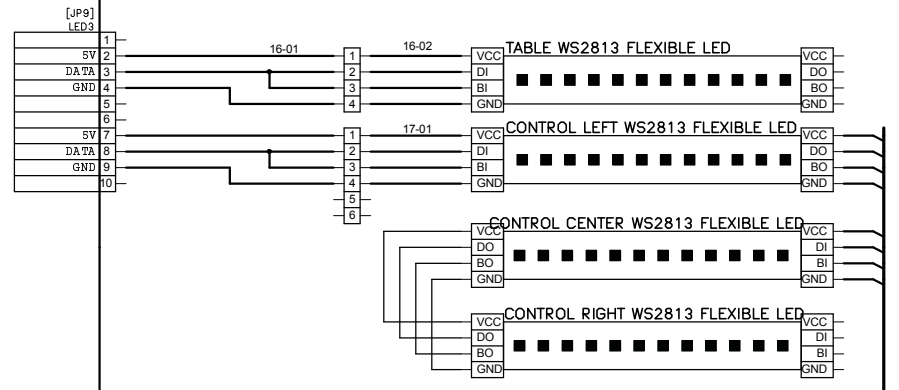 [JP9]
LED3
1
5V 2
DATA 3
GND 4
5
6
5V 7
DATA 8
GND 9
10
16-01
1
2
3
4
16-02
TABLE WS2813 FLEXIBLE LED
VCC
DI
BI
GND
VCC
DO
BO
GND
1
2
3
4
5
6
17-01
CONTROL LEFT WS2813 FLEXIBLE LED
VCC
DI
BI
GND
VCC
DO
BO
GND
CONTROL CENTER WS2813 FLEXIBLE LED
VCC
DO
BO
GND
VCC
DI
BI
GND
CONTROL RIGHT WS2813 FLEXIBLE LED
VCC
DO
BO
GND
VCC
DI
BI
GND